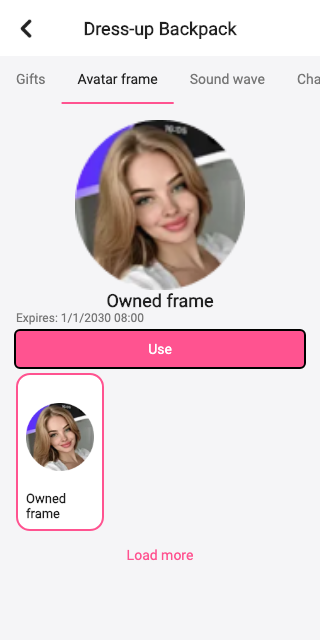 Dress-up Backpack
Gifts
Avatar frame
Sound wave
Cha
Owned frame
Expires: 1/1/2030 08:00
Use
Owned
frame
Load more